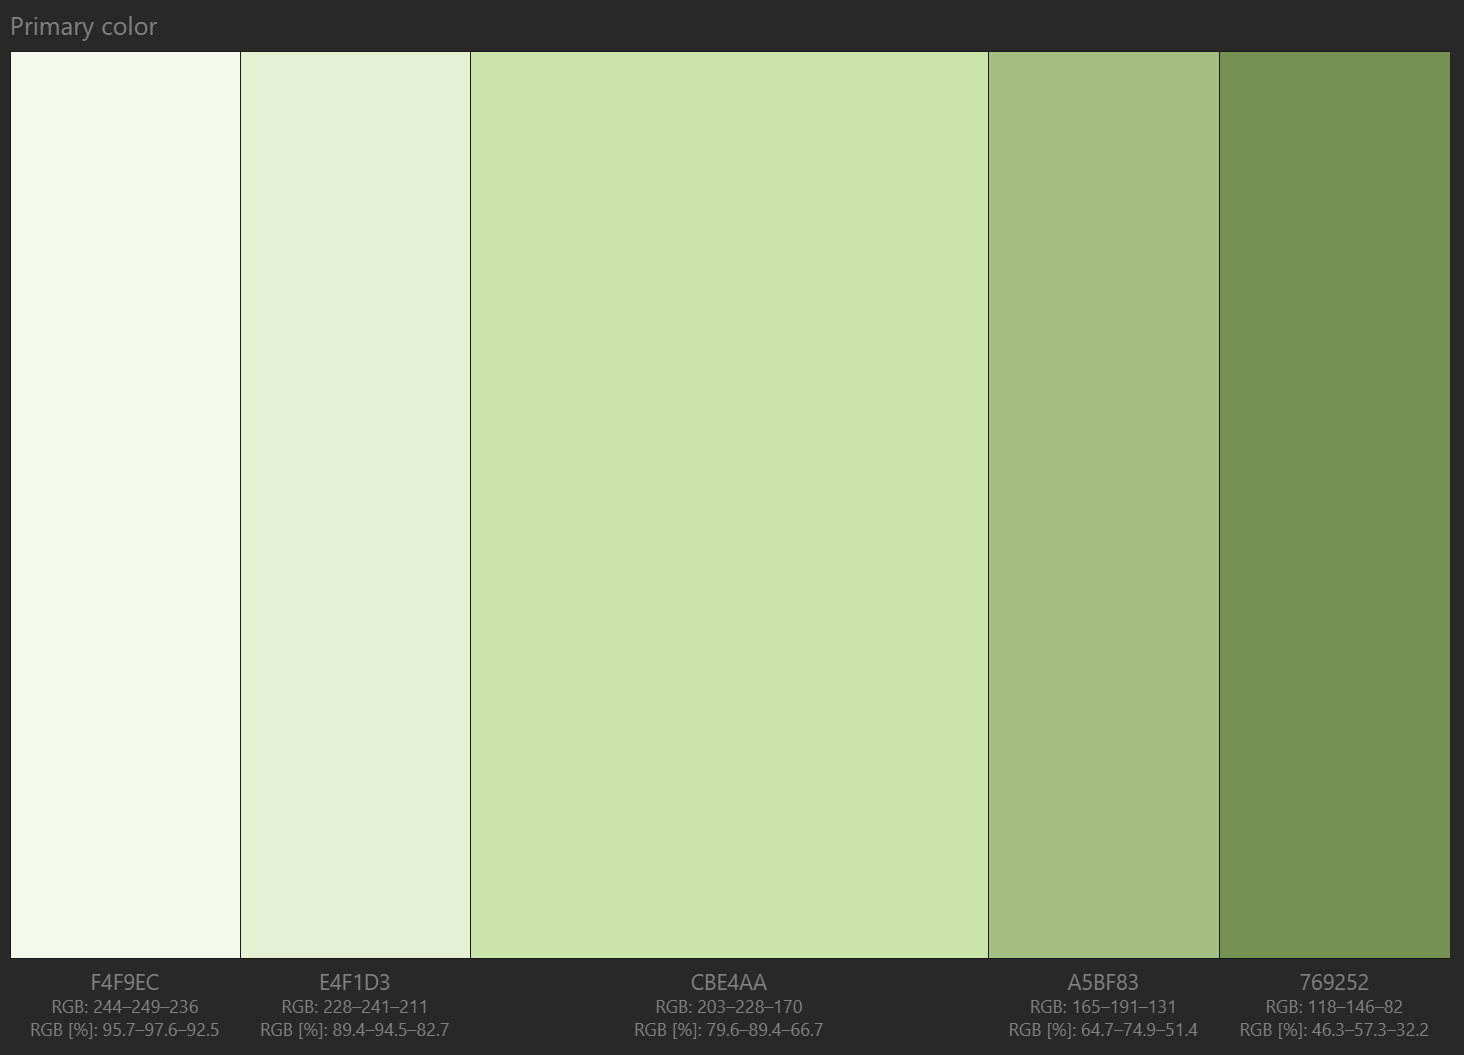 Primary color
F4F9EC
RGB: 244–249–236
RGB [%]: 95.7–97.6–92.5
E4F1D3
RGB: 228–241–211
RGB [%]: 89.4–94.5–82.7
CBE4AA
RGB: 203–228–170
RGB [%]: 79.6–89.4–66.7
A5BF83
RGB: 165–191–131
RGB [%]: 64.7–74.9–51.4
769252
RGB: 118–146–82
RGB [%]: 46.3–57.3–32.2